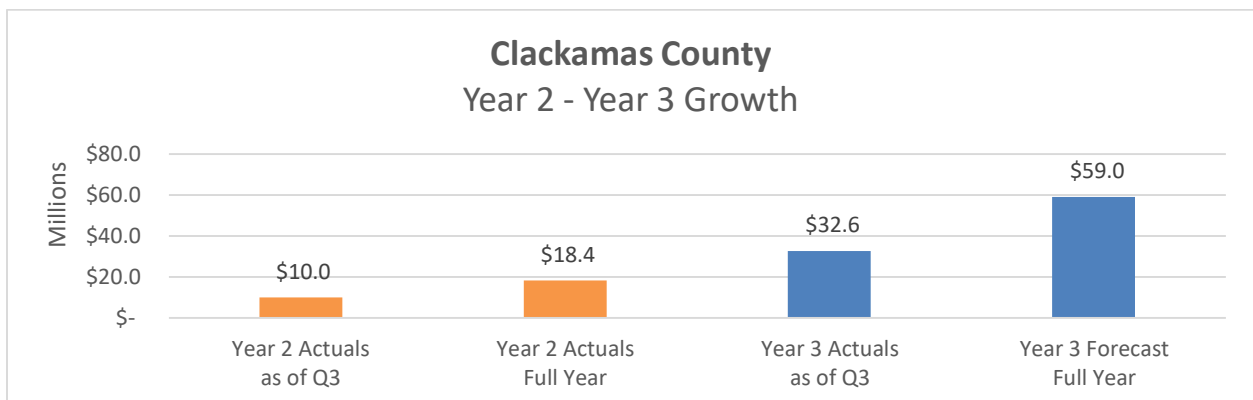 Clackamas County
Year 2 - Year 3 Growth
Millions
$80.0
$60.0
$40.0
$20.0
$-
$10.0
$18.4
$32.6
$59.0
Year 2 Actuals
as of Q3
Year 2 Actuals
Full Year
Year 3 Actuals
as of Q3
Year 3 Forecast
Full Year